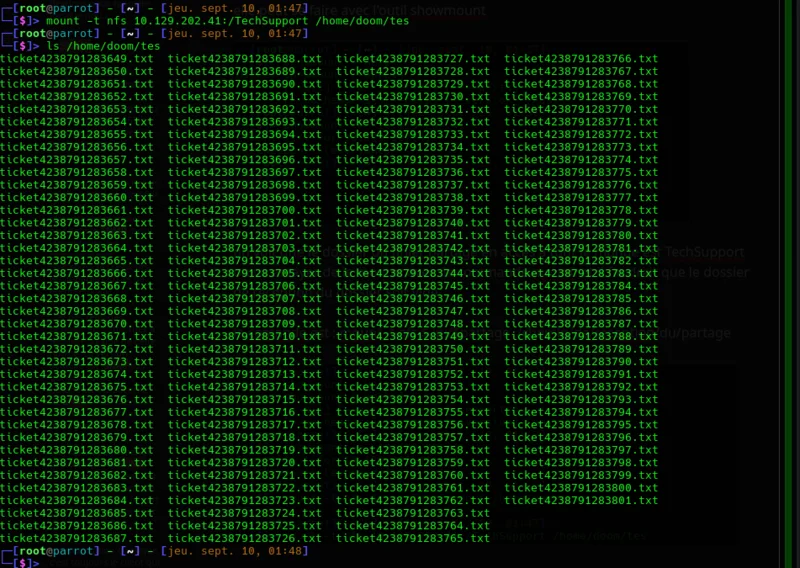 ┌─[root@parrot] – [~] – [jeu. sept. 10, 01:47]
faire avec l'outil showmount
└─[$]> mount -t nfs 10.129.202.41:/TechSupport /home/doom/tes
┌─[root@parrot] – [~] – [jeu. sept. 10, 01:47]
└─[$]> ls /home/doom/tes
ticket4238791283649.txt ticket4238791283688.txt ticket4238791283727.txt ticket4238791283766.txt
ticket4238791283650.txt ticket4238791283689.txt ticket4238791283728.txt ticket4238791283767.txt
ticket4238791283651.txt ticket4238791283690.txt ticket4238791283729.txt ticket4238791283768.txt
ticket4238791283652.txt ticket4238791283691.txt ticket4238791283730.txt ticket4238791283769.txt
ticket4238791283653.txt ticket4238791283692.txt ticket4238791283731.txt ticket4238791283770.txt
ticket4238791283654.txt ticket4238791283693.txt ticket4238791283732.txt ticket4238791283771.txt
ticket4238791283655.txt ticket4238791283694.txt ticket4238791283733.txt ticket4238791283772.txt
ticket4238791283656.txt ticket4238791283695.txt ticket4238791283734.txt ticket4238791283773.txt
ticket4238791283657.txt ticket4238791283696.txt ticket4238791283735.txt ticket4238791283774.txt
ticket4238791283658.txt ticket4238791283697.txt ticket4238791283736.txt ticket4238791283775.txt
ticket4238791283659.txt ticket4238791283698.txt ticket4238791283737.txt ticket4238791283776.txt
ticket4238791283660.txt ticket4238791283699.txt ticket4238791283738.txt ticket4238791283777.txt
ticket4238791283661.txt ticket4238791283700.txt ticket4238791283739.txt ticket4238791283778.txt
ticket4238791283662.txt ticket4238791283701.txt ticket4238791283740.txt ticket4238791283779.txt
ticket4238791283663.txt ticket4238791283702.txt ticket4238791283741.txt ticket4238791283780.txt
ticket4238791283664.txt ticket4238791283703.txt ticket4238791283742.txt ticket4238791283781.txt TechSupport
ticket4238791283665.txt ticket4238791283704.txt ticket4238791283743.txt ticket4238791283782.txt
ticket4238791283666.txt ticket4238791283705.txt ticket4238791283744.txt ticket4238791283783.txt que le dossier
ticket4238791283667.txt ticket4238791283706.txt ticket4238791283745.txt ticket4238791283784.txt
ticket4238791283668.txt ticket4238791283707.txt ticket4238791283746.txt ticket4238791283785.txt
ticket4238791283669.txt ticket4238791283708.txt ticket4238791283747.txt ticket4238791283786.txt
ticket4238791283670.txt ticket4238791283709.txt ticket4238791283748.txt ticket4238791283787.txt
ticket4238791283671.txt ticket4238791283710.txt ticket4238791283749.txt ticket4238791283788.txt du/partage
ticket4238791283672.txt ticket4238791283711.txt ticket4238791283750.txt ticket4238791283789.txt
ticket4238791283673.txt ticket4238791283712.txt ticket4238791283751.txt ticket4238791283790.txt
ticket4238791283674.txt ticket4238791283713.txt ticket4238791283752.txt ticket4238791283791.txt
ticket4238791283675.txt ticket4238791283714.txt ticket4238791283753.txt ticket4238791283792.txt
ticket4238791283676.txt ticket4238791283715.txt ticket4238791283754.txt ticket4238791283793.txt
ticket4238791283677.txt ticket4238791283716.txt ticket4238791283755.txt ticket4238791283794.txt
ticket4238791283678.txt ticket4238791283717.txt ticket4238791283756.txt ticket4238791283795.txt
ticket4238791283679.txt ticket4238791283718.txt ticket4238791283757.txt ticket4238791283796.txt
ticket4238791283680.txt ticket4238791283719.txt ticket4238791283758.txt ticket4238791283797.txt
ticket4238791283681.txt ticket4238791283720.txt ticket4238791283759.txt ticket4238791283798.txt
ticket4238791283682.txt ticket4238791283721.txt ticket4238791283760.txt ticket4238791283799.txt
ticket4238791283683.txt ticket4238791283722.txt ticket4238791283761.txt ticket4238791283800.txt
ticket4238791283684.txt ticket4238791283723.txt ticket4238791283762.txt ticket4238791283801.txt
ticket4238791283685.txt ticket4238791283724.txt ticket4238791283763.txt
ticket4238791283686.txt ticket4238791283725.txt ticket4238791283764.txt
ticket4238791283687.txt ticket4238791283726.txt ticket4238791283765.txt
┌─[root@parrot] – [~] – [jeu. sept. 10, 01:48]
└─[$]>